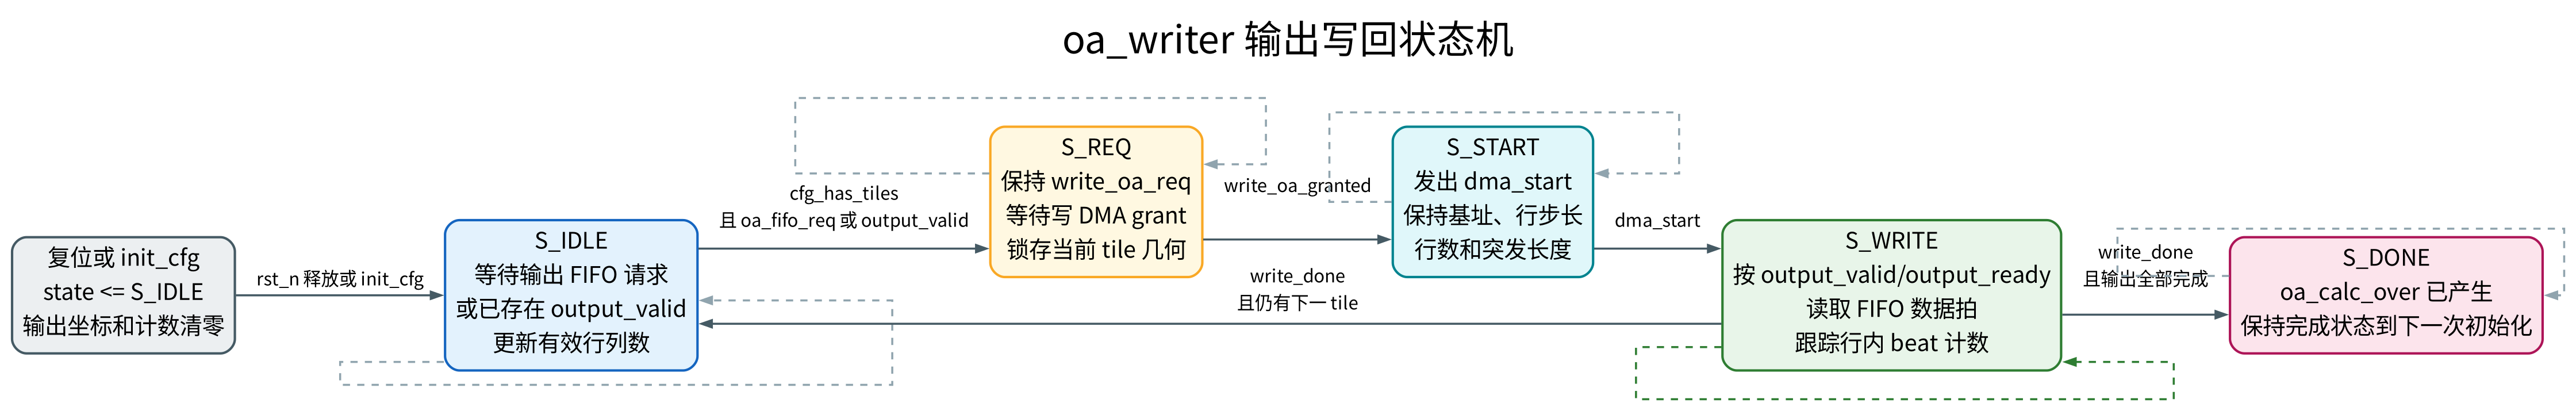 oa_writer 输出写回状态机
复位或 init_cfg
state <= S_IDLE
输出坐标和计数清零
rst_n 释放或 init_cfg
S_IDLE
等待输出 FIFO 请求
或已存在 output_valid
更新有效行列数
cfg_has_tiles
且 oa_fifo_req 或 output_valid
S_REQ
保持 write_oa_req
等待写 DMA grant
锁存当前 tile 几何
write_oa_granted
S_START
发出 dma_start
保持基址、行步长
行数和突发长度
dma_start
write_done
且仍有下一 tile
S_WRITE
按 output_valid/output_ready
读取 FIFO 数据拍
跟踪行内 beat 计数
write_done
且输出全部完成
S_DONE
oa_calc_over 已产生
保持完成状态到下一次初始化